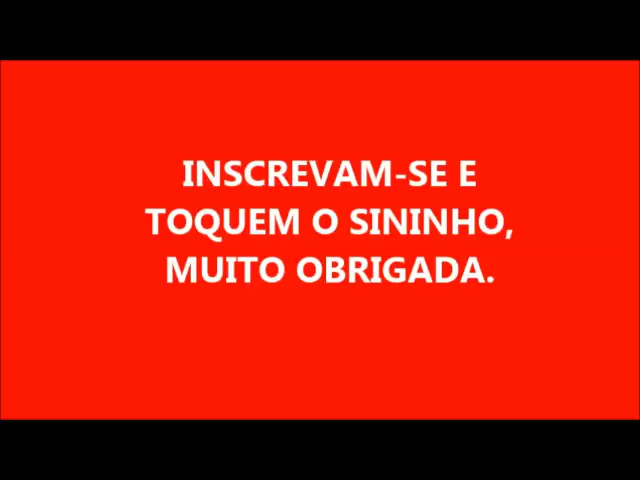 INSCREVAM-SE E
TOQUEM O SININHO,
MUITO OBRIGADA.